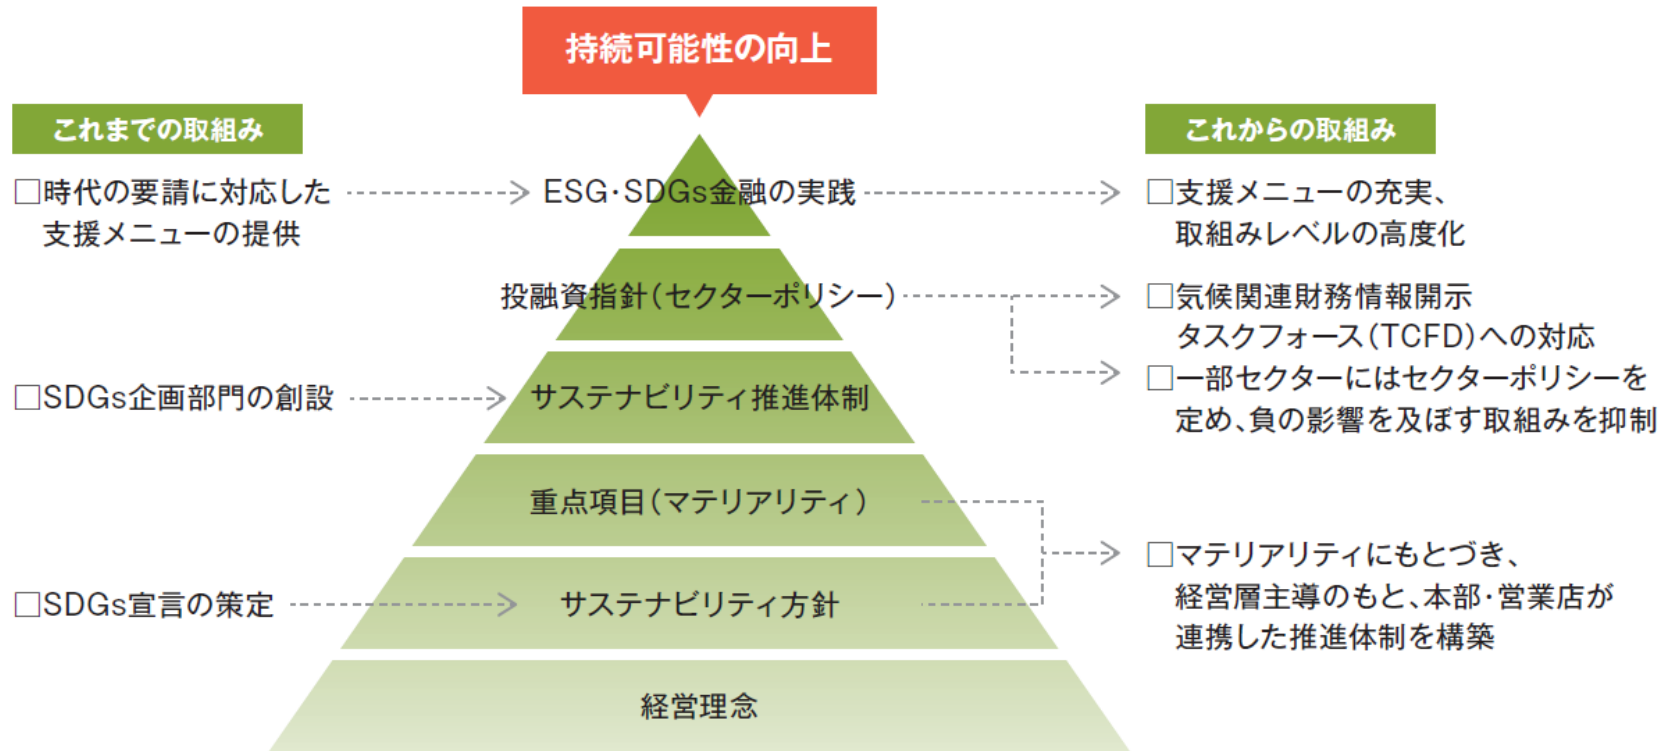 持続可能性の向上
これまでの取組み
□時代の要請に対応した
支援メニューの提供
□SDGs企画部門の創設
□SDGs宣言の策定
ESG・SDGs金融の実践
投融資指針（セクターポリシー）
サステナビリティ推進体制
重点項目（マテリアリティ）
サステナビリティ方針
経営理念
これからの取組み
□支援メニューの充実、
取組みレベルの高度化
□気候関連財務情報開示
タスクフォース（TCFD）への対応
□一部セクターにはセクターポリシーを
定め、負の影響を及ぼす取組みを抑制
□マテリアリティにもとづき、
経営層主導のもと、本部・営業店が
連携した推進体制を構築